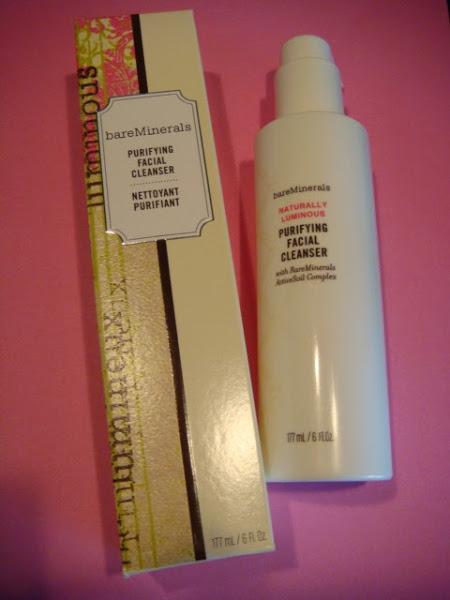 luminous
bareMinerals
PURIFYING
FACIAL
CLEANSER
NETTOYANT
PURIFIANT
177 mL / 6 Fl. Oz.
bareMinerals
NATURALLY
LUMINOUS
PURIFYING
FACIAL
CLEANSER
with RareMinerals
ActiveSoil Complex
177 mL / 6 Fl. Oz.